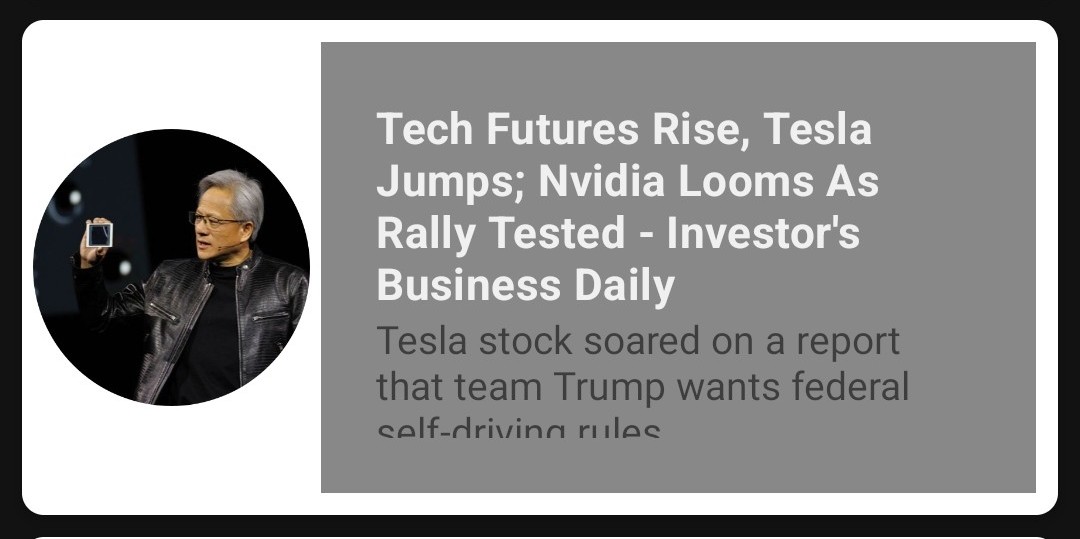 Tech Futures Rise, Tesla
Jumps; Nvidia Looms As
Rally Tested - Investor's
Business Daily
Tesla stock soared on a report
that team Trump wants federal
self-driving rules